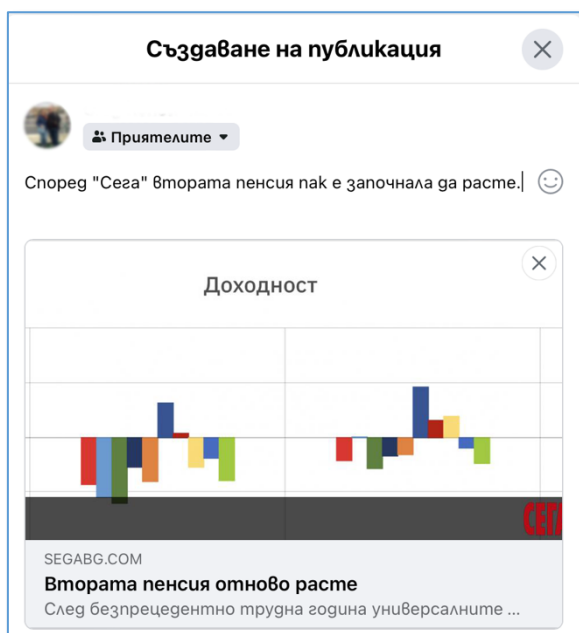 Създаване на публикация
Приятелите
Според "Сега" втората пенсия пак е започнала да расте.
Доходност
СЕГА
SEGABG.COM
Втората пенсия отново расте
След безпрецедентно трудна година универсалните ...